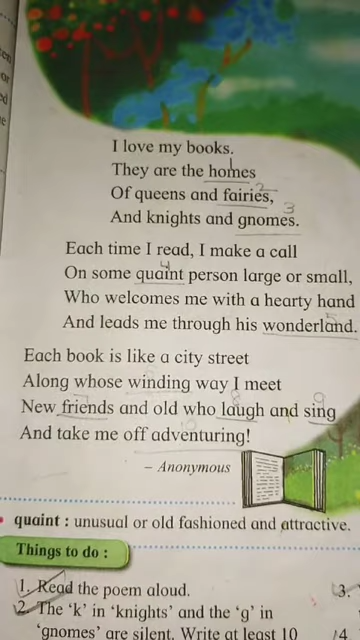 I love my books.
They are the homes
Of queens and fairies,
And knights and gnomes.
Each time I read, I make a call
On some quaint person large or small,
Who welcomes me with a hearty hand
And leads me through his wonderland.
Each book is like a city street
Along whose winding way I meet
New friends and old who laugh and sing
And take me off adventuring!
– Anonymous
• quaint : unusual or old fashioned and attractive.
Things to do :
1. Read the poem aloud.
3.
2. The ‘k’ in ‘knights’ and the ‘g’ in
‘gnomes’ are silent. Write at least 10
4.